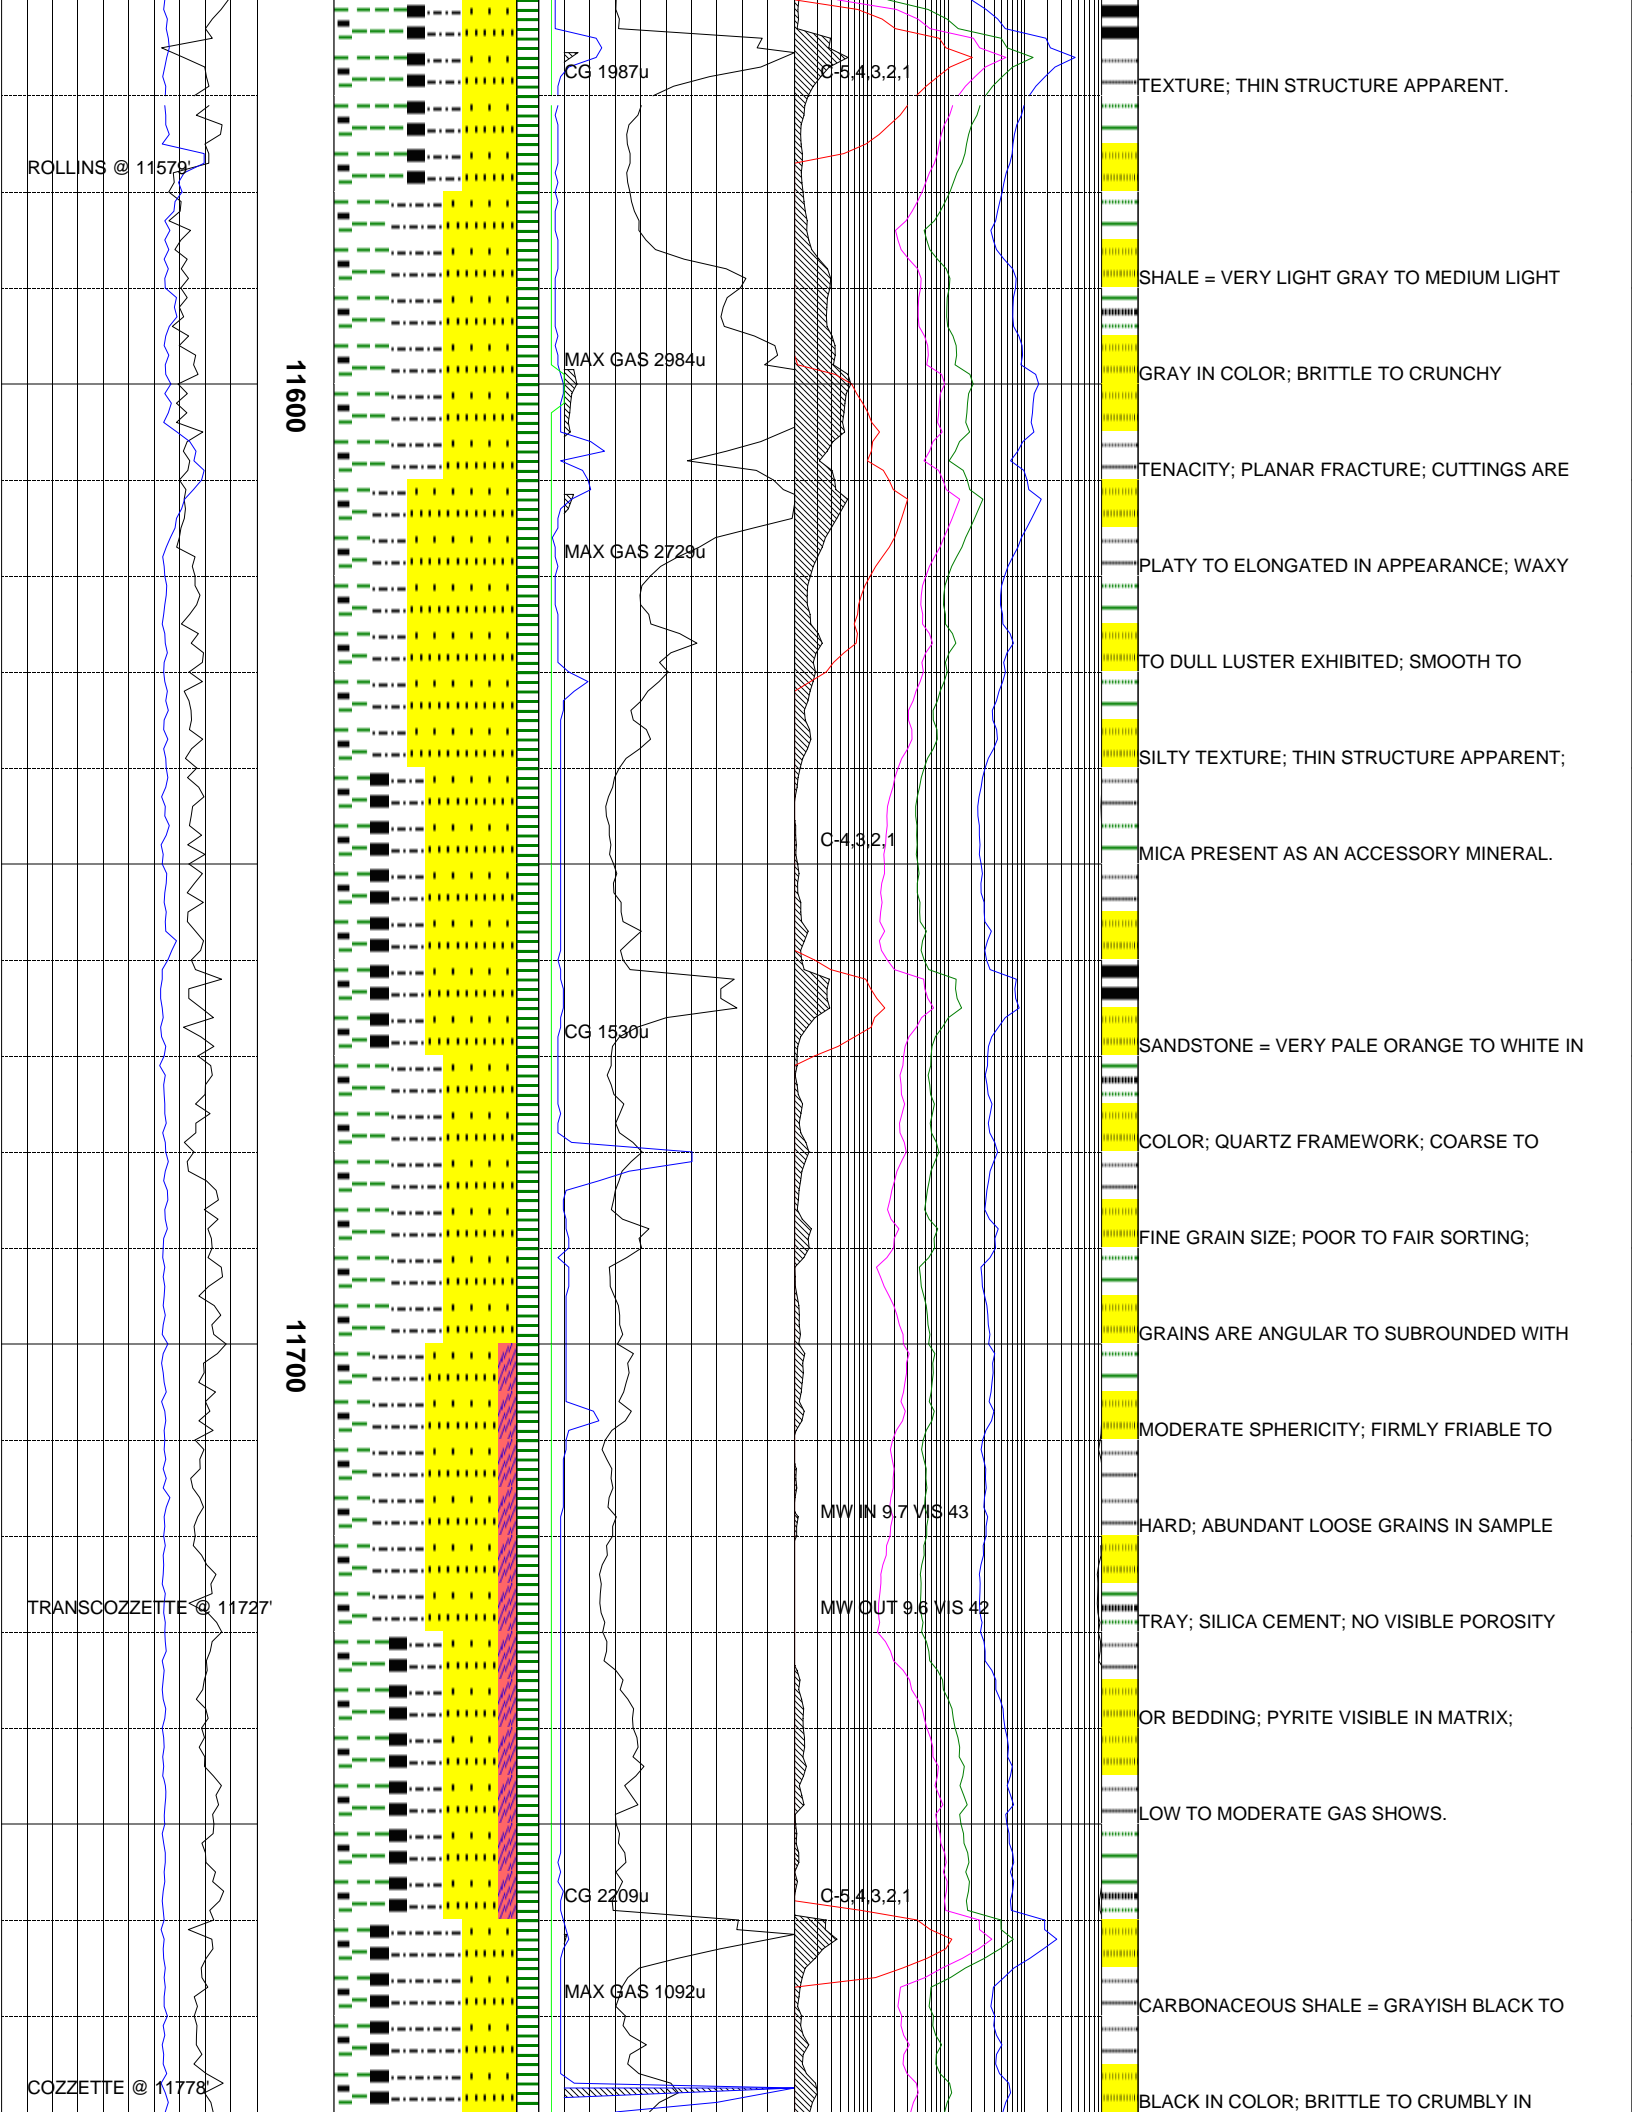 CG 1987u
C-5,4,3,2,1
TEXTURE; THIN STRUCTURE APPARENT.
ROLLINS @ 11579'
SHALE = VERY LIGHT GRAY TO MEDIUM LIGHT
MAX GAS 2984u
GRAY IN COLOR; BRITTLE TO CRUNCHY
11600
TENACITY; PLANAR FRACTURE; CUTTINGS ARE
MAX GAS 2729u
PLATY TO ELONGATED IN APPEARANCE; WAXY
TO DULL LUSTER EXHIBITED; SMOOTH TO
SILTY TEXTURE; THIN STRUCTURE APPARENT;
C-4,3,2,1
MICA PRESENT AS AN ACCESSORY MINERAL.
CG 1530u
SANDSTONE = VERY PALE ORANGE TO WHITE IN
COLOR; QUARTZ FRAMEWORK; COARSE TO
FINE GRAIN SIZE; POOR TO FAIR SORTING;
GRAINS ARE ANGULAR TO SUBROUNDED WITH
11700
MODERATE SPHERICITY; FIRMLY FRIABLE TO
MW IN 9.7 VIS 43
HARD; ABUNDANT LOOSE GRAINS IN SAMPLE
TRANSCOZZETTE @ 11727'
MW OUT 9.6 VIS 42
TRAY; SILICA CEMENT; NO VISIBLE POROSITY
OR BEDDING; PYRITE VISIBLE IN MATRIX;
LOW TO MODERATE GAS SHOWS.
CG 2209u
C-5,4,3,2,1
MAX GAS 1092u
CARBONACEOUS SHALE = GRAYISH BLACK TO
COZZETTE @ 11778'
BLACK IN COLOR; BRITTLE TO CRUMBLY IN